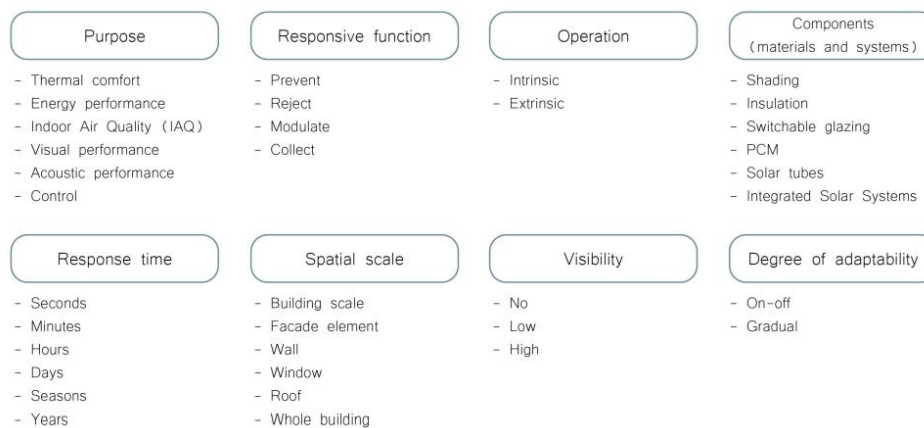 Purpose
- Thermal comfort
- Energy performance
- Indoor Air Quality (IAQ)
- Visual performance
- Acoustic performance
- Control
Responsive function
- Prevent
- Reject
- Modulate
- Collect
Operation
- Intrinsic
- Extrinsic
Components
(materials and systems)
- Shading
- Insulation
- Switchable glazing
- PCM
- Solar tubes
- Integrated Solar Systems
Response time
- Seconds
- Minutes
- Hours
- Days
- Seasons
- Years
Spatial scale
- Building scale
- Facade element
- Wall
- Window
- Roof
- Whole building
Visibility
- No
- Low
- High
Degree of adaptability
- On-off
- Gradual